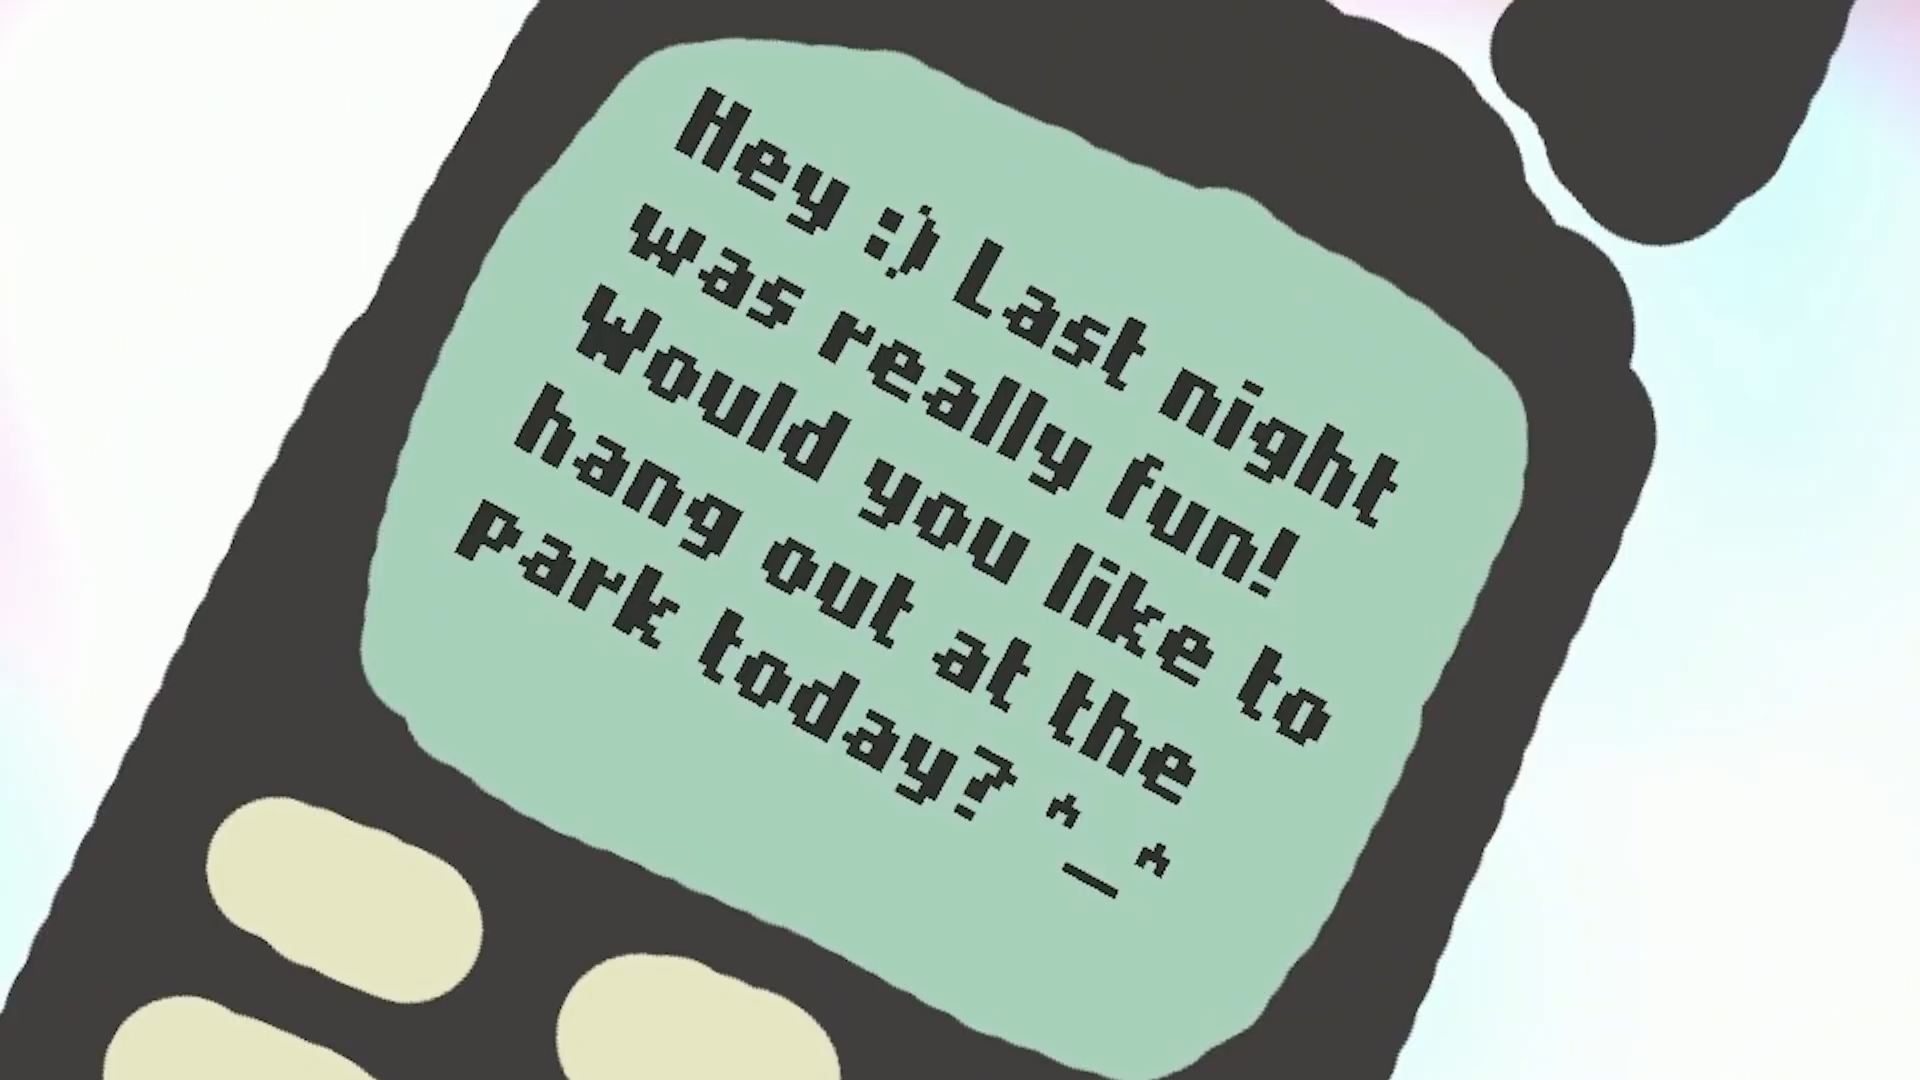 Hey :) Last night
was really fun!
Would you like to
hang out at the
park today? ^_^